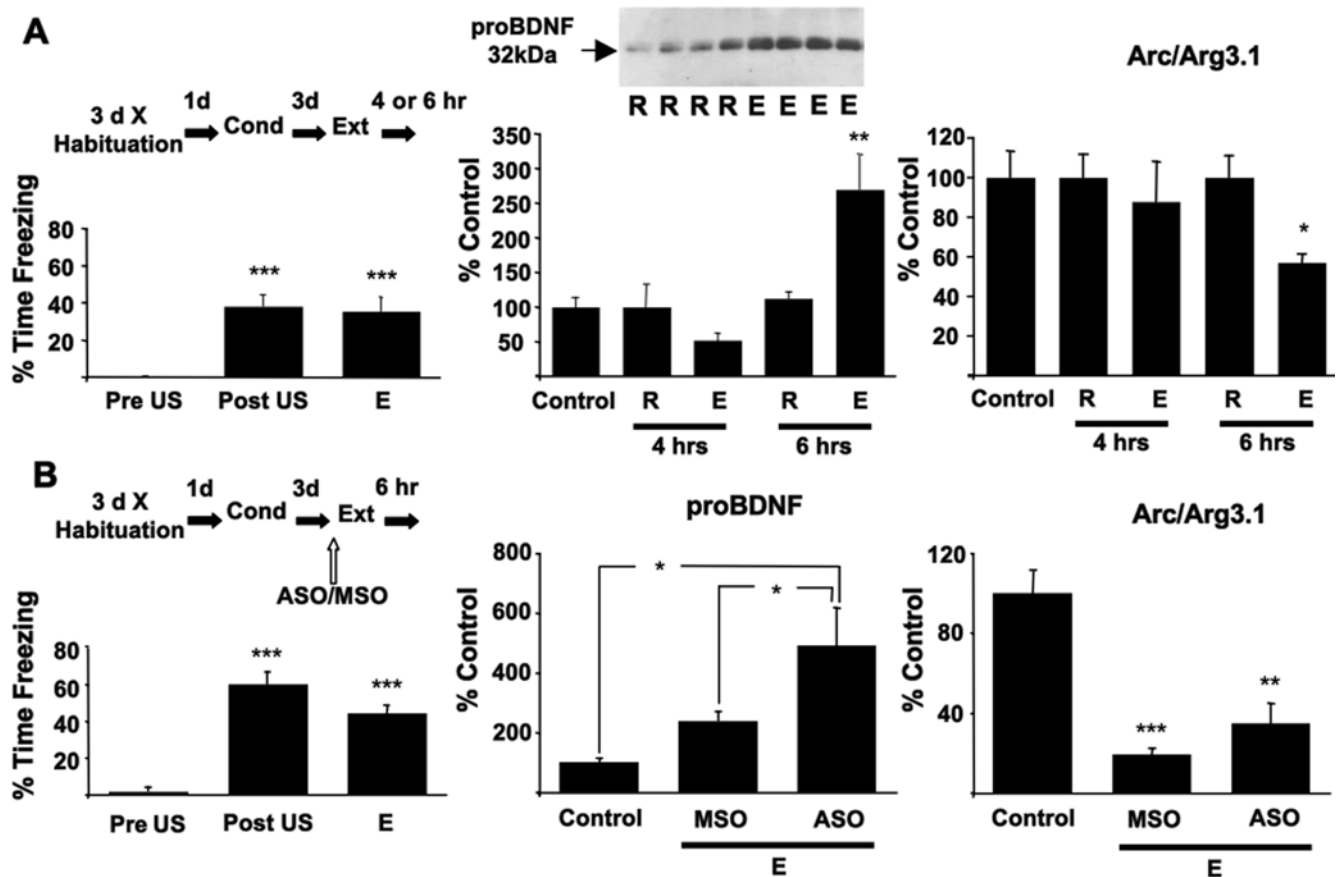 A
3 d X
Habituation
1d
Cond
3d
Ext
4 or 6 hr
% Time Freezing
80
60
40
20
***
***
Pre US
Post US
E
proBDNF
32kDa
R R R R E E E E
% Control
350
300
250
200
150
100
50
**
Control
R
E
R
E
4 hrs
6 hrs
Arc/Arg3.1
% Control
120
100
80
60
40
20
*
Control
R
E
R
E
4 hrs
6 hrs
B
3 d X
Habituation
1d
Cond
3d
Ext
6 hr
ASO/MSO
% Time Freezing
80
60
40
20
***
***
Pre US
Post US
E
proBDNF
% Control
800
600
400
200
*
*
Control
MSO
ASO
E
Arc/Arg3.1
% Control
120
80
40
***
**
Control
MSO
ASO
E